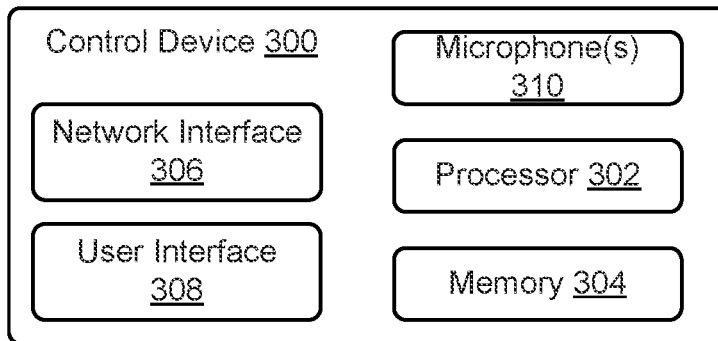 Control Device 300
Network Interface
306
User Interface
308
Microphone(s)
310
Processor 302
Memory 304